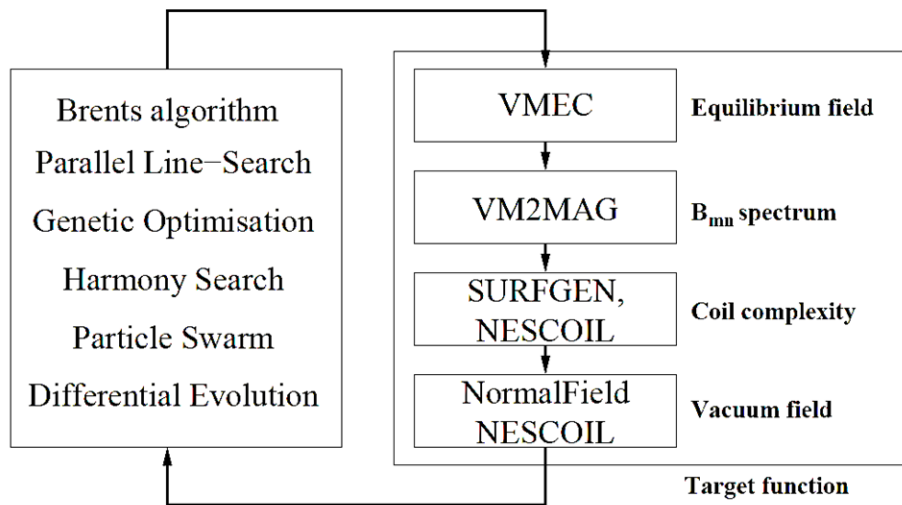 Brents algorithm
Parallel Line−Search
Genetic Optimisation
Harmony Search
Particle Swarm
Differential Evolution
VMEC
Equilibrium field
VM2MAG
Bmn spectrum
SURFGEN,
NESCOIL
Coil complexity
NormalField
NESCOIL
Vacuum field
Target function